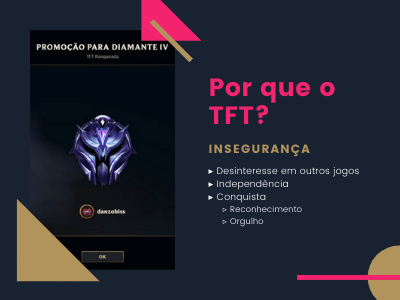 PROMOÇÃO PARA DIAMANTE IV
TFT Ranqueada
danzobiss
OK
Por que o
TFT?
INSEGURANÇA
▸ Desinteresse em outros jogos
▸ Independência
▸ Conquista
▹ Reconhecimento
▹ Orgulho